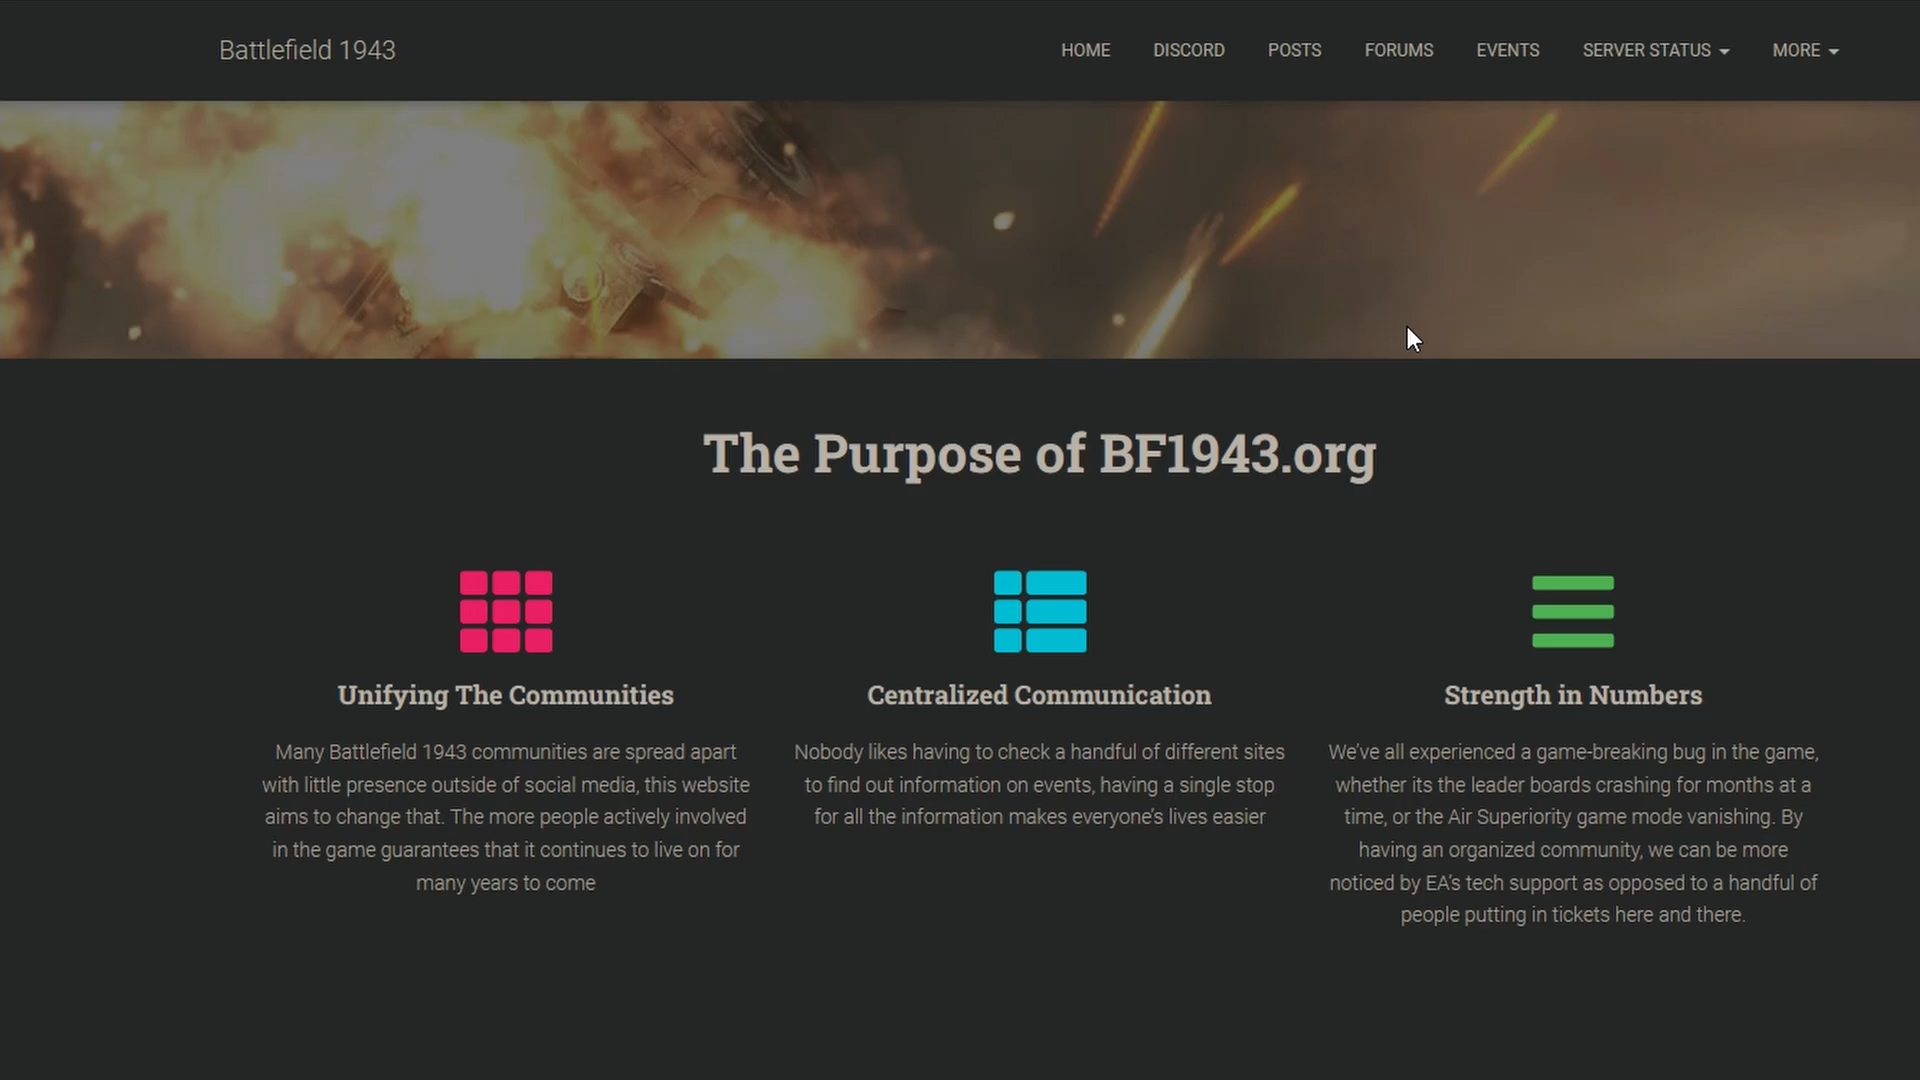 Battlefield 1943
HOME
DISCORD
POSTS
FORUMS
EVENTS
SERVER STATUS
MORE
The Purpose of BF1943.org
Unifying The Communities
Many Battlefield 1943 communities are spread apart
with little presence outside of social media, this website
aims to change that. The more people actively involved
in the game guarantees that it continues to live on for
many years to come
Centralized Communication
Nobody likes having to check a handful of different sites
to find out information on events, having a single stop
for all the information makes everyone's lives easier
Strength in Numbers
We've all experienced a game-breaking bug in the game,
whether its the leader boards crashing for months at a
time, or the Air Superiority game mode vanishing. By
having an organized community, we can be more
noticed by EA's tech support as opposed to a handful of
people putting in tickets here and there.